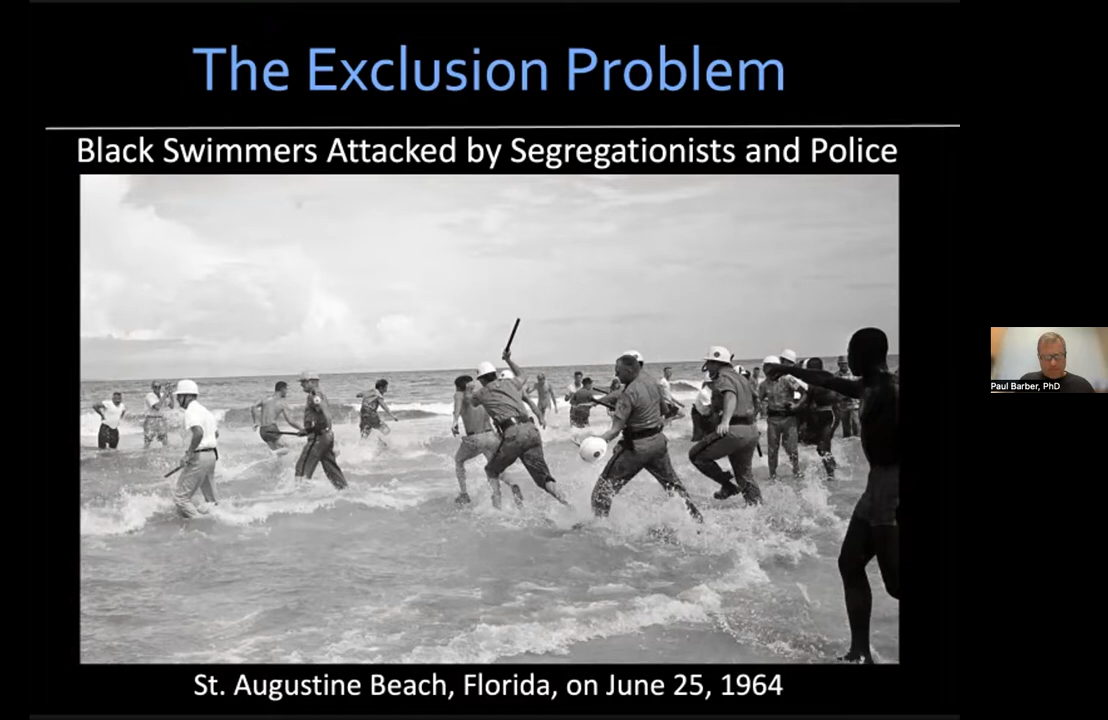 The Exclusion Problem
Black Swimmers Attacked by Segregationists and Police
Paul Barber, PhD
St. Augustine Beach, Florida, on June 25, 1964